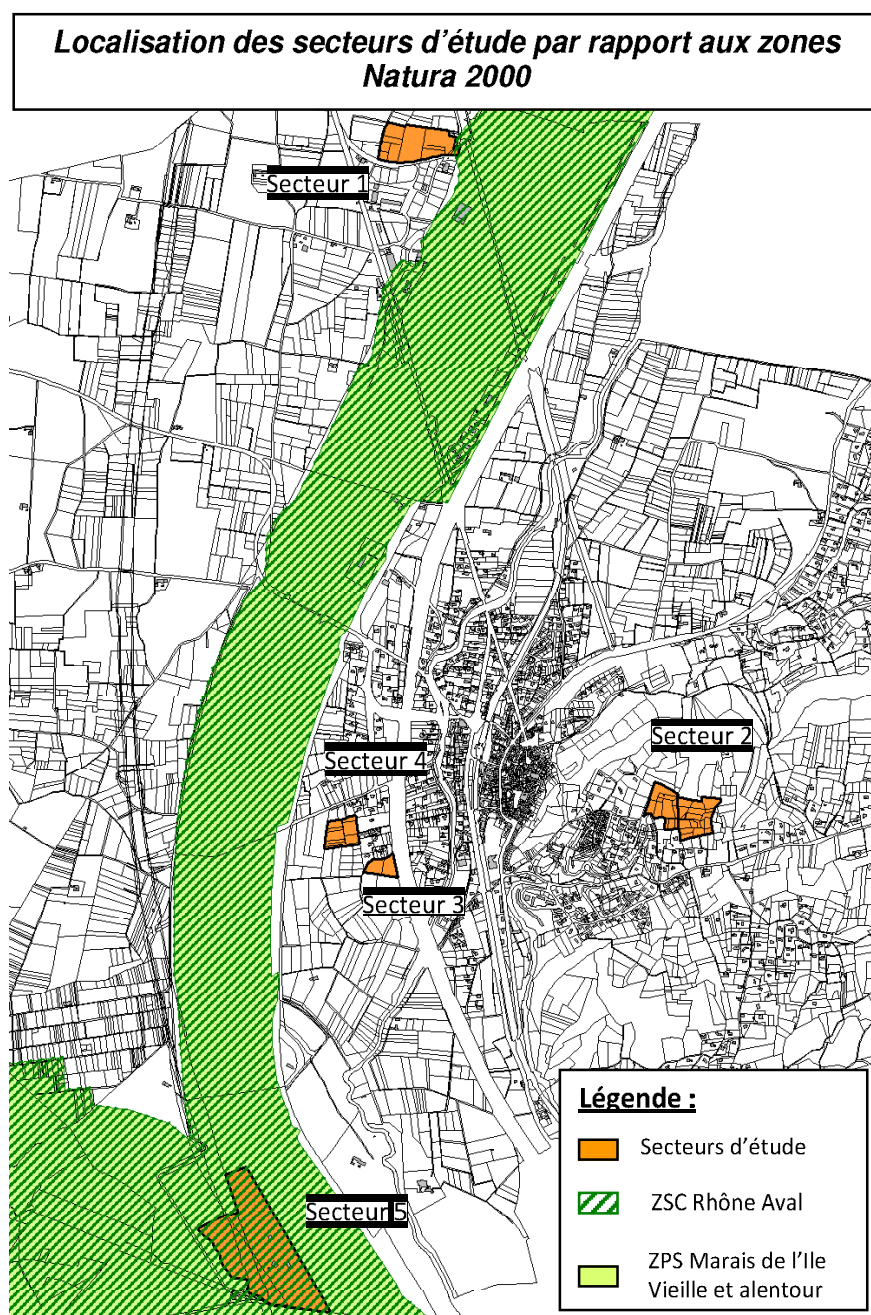 Localisation des secteurs d'étude par rapport aux zones
Natura 2000
Secteur 1
Secteur 2
Secteur 4
Secteur 3
Secteur 5
Légende :
Secteurs d'étude
ZSC Rhône Aval
ZPS Marais de l'Ile
Vieille et alentour